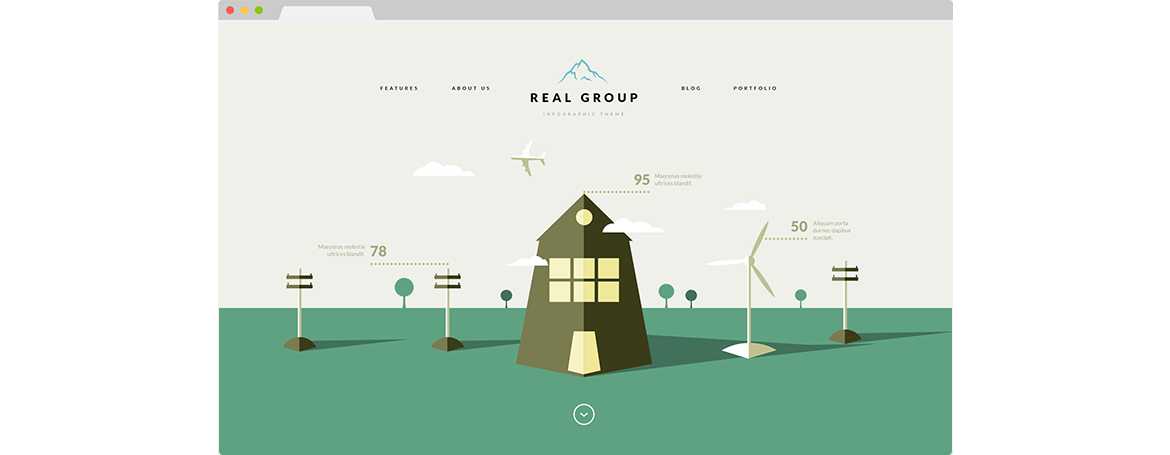 FEATURES
ABOUT US
REAL GROUP
INFOGRAPHIC THEME
BLOG
PORTFOLIO
95
Maecenas molestie
ultrices blandit.
50
Aliquam porta
dui nec dapibus
suscipit.
Maecenas molestie
ultrices blandit.
78